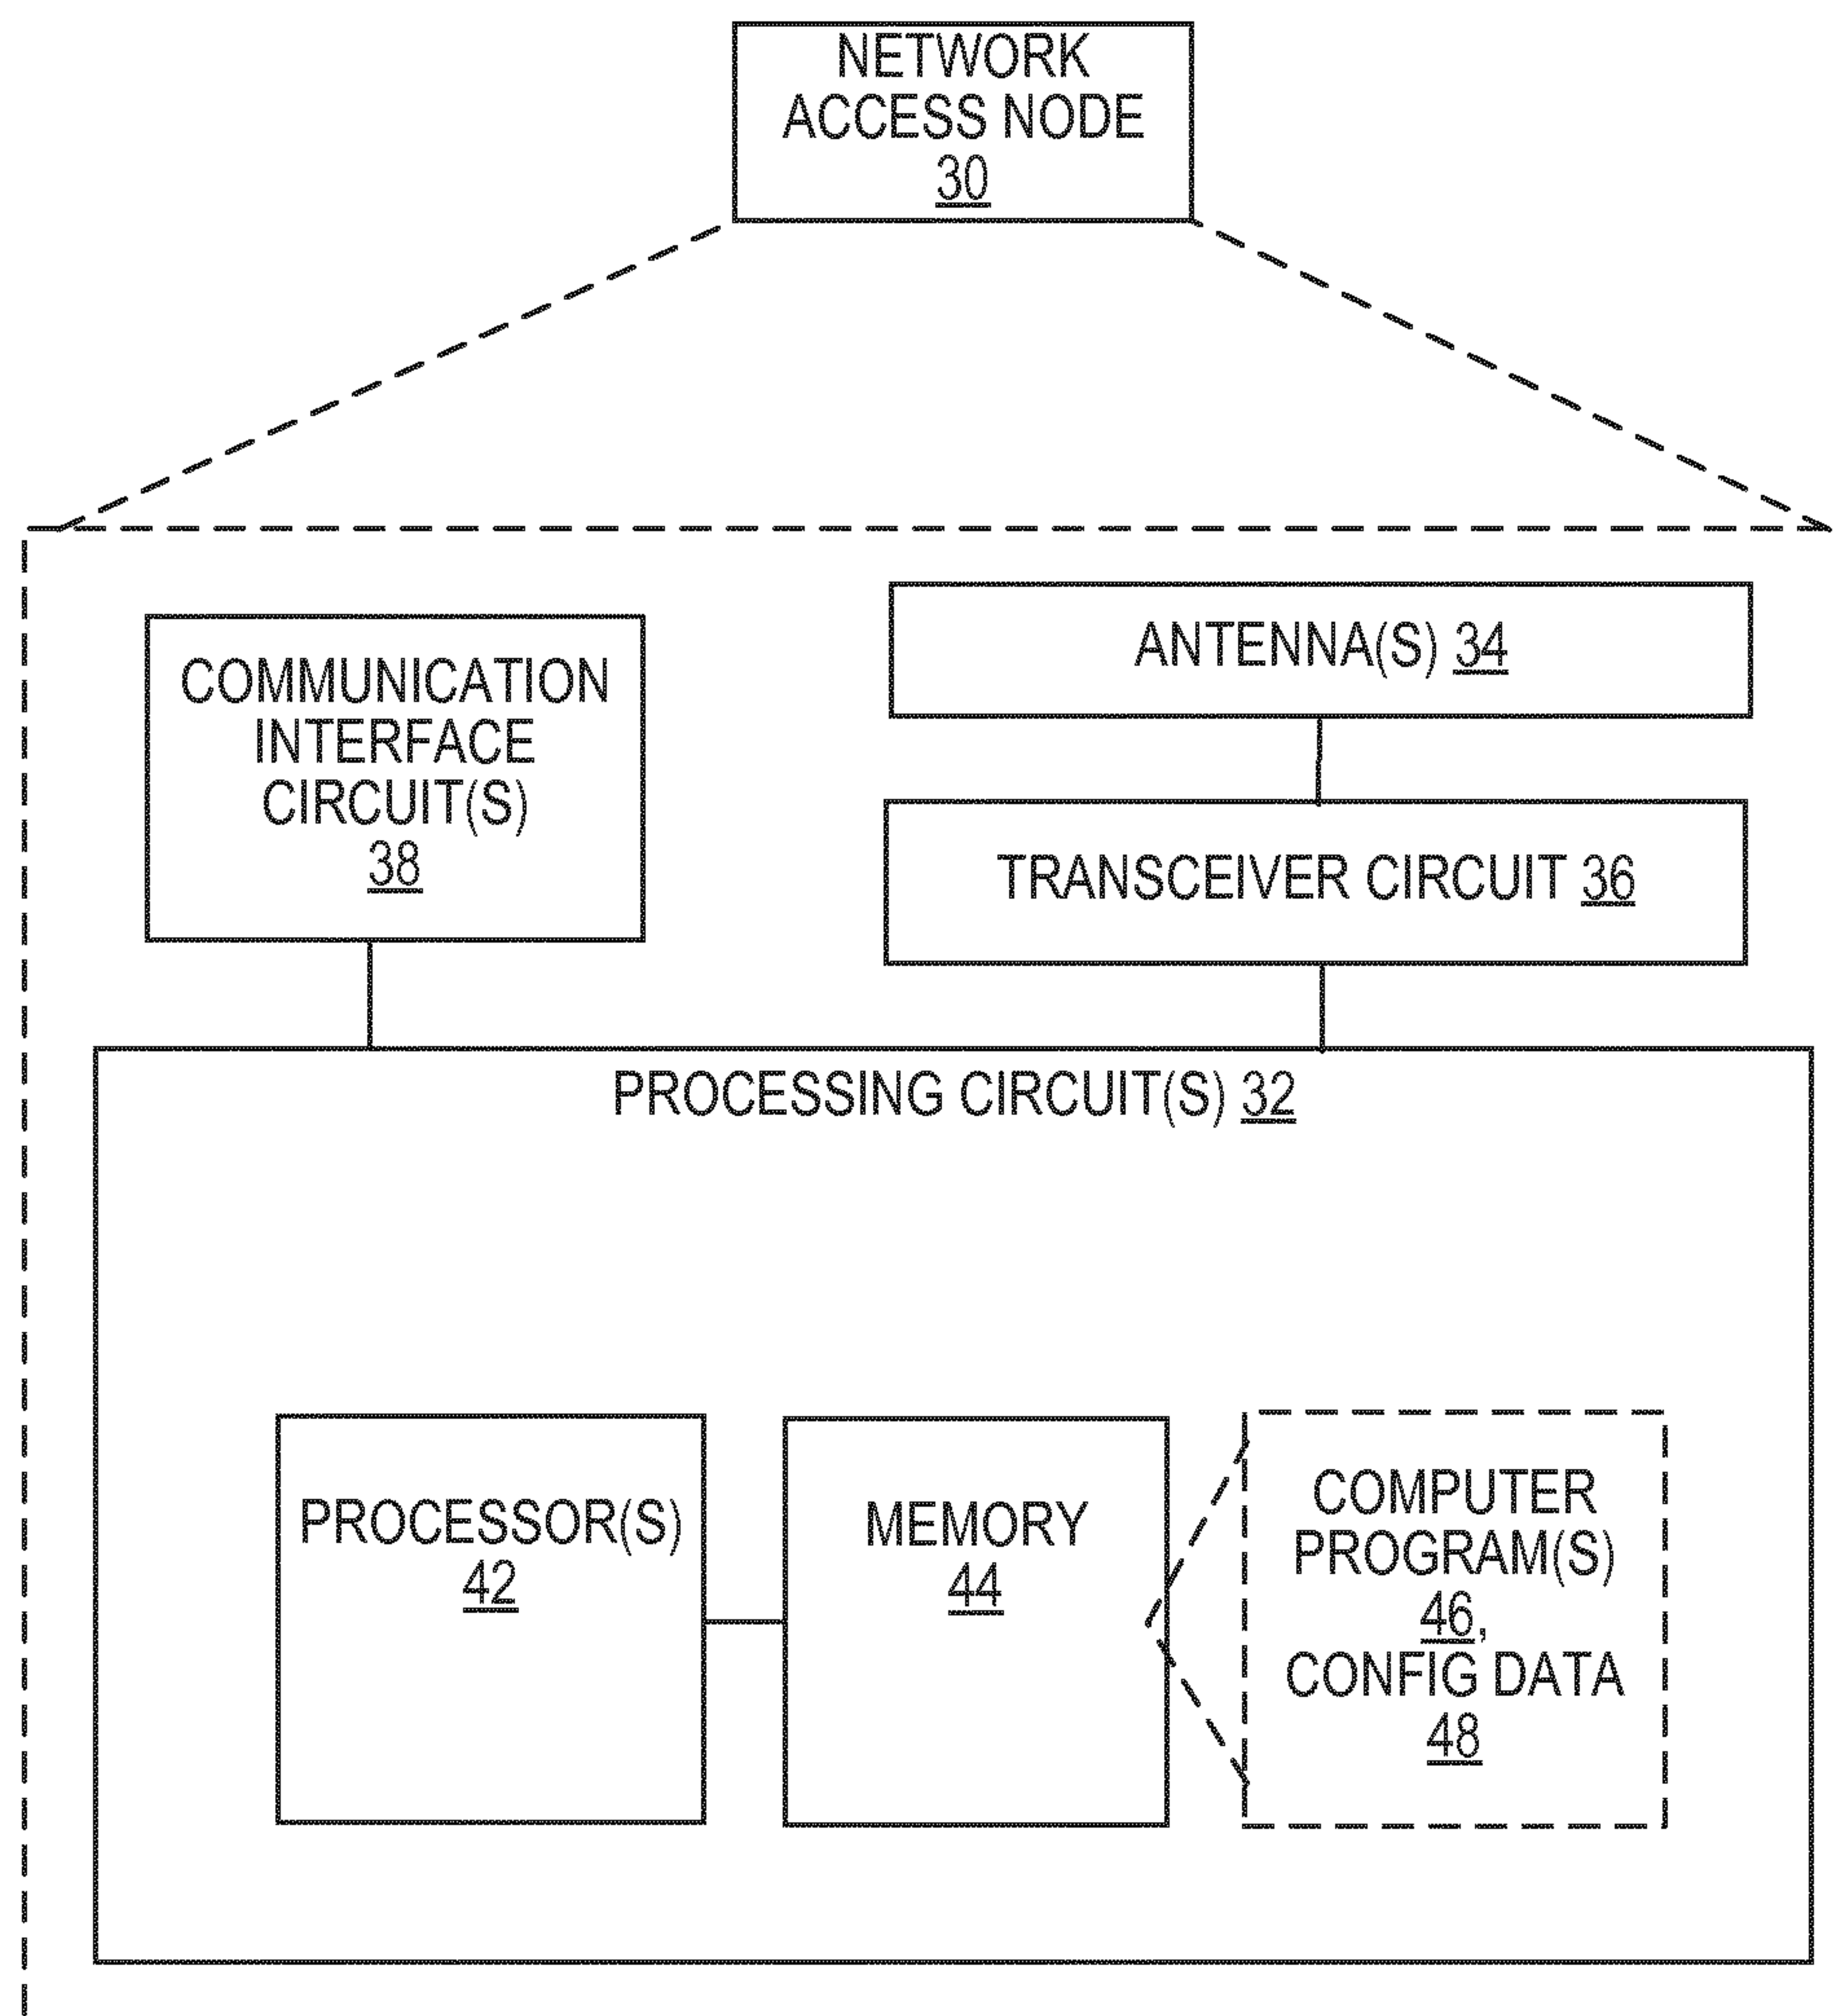 NETWORK
ACCESS NODE
30
COMMUNICATION
INTERFACE
CIRCUIT(S)
38
ANTENNA(S) 34
TRANSCEIVER CIRCUIT 36
PROCESSING CIRCUIT(S) 32
PROCESSOR(S)
42
MEMORY
44
COMPUTER
PROGRAM(S)
46,
CONFIG DATA
48